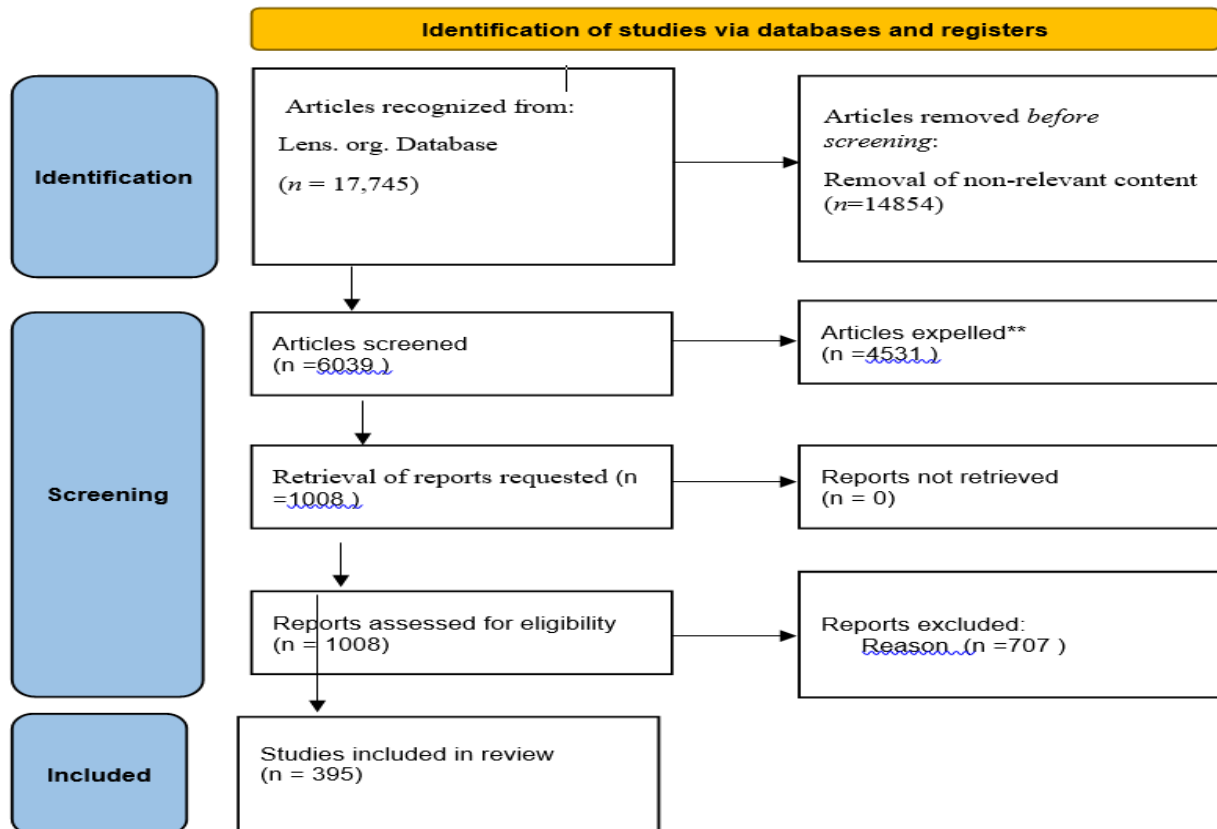 Identification of studies via databases and registers
Identification
Articles recognized from:
Lens. org. Database
(n = 17,745)
Articles removed before
screening:
Removal of non-relevant content
(n=14854)
Screening
Articles screened
(n =6039 )
Articles expelled**
(n =4531 )
Retrieval of reports requested (n
=1008 )
Reports not retrieved
(n = 0)
Reports assessed for eligibility
(n = 1008)
Reports excluded:
Reason (n =707 )
Included
Studies included in review
(n = 395)